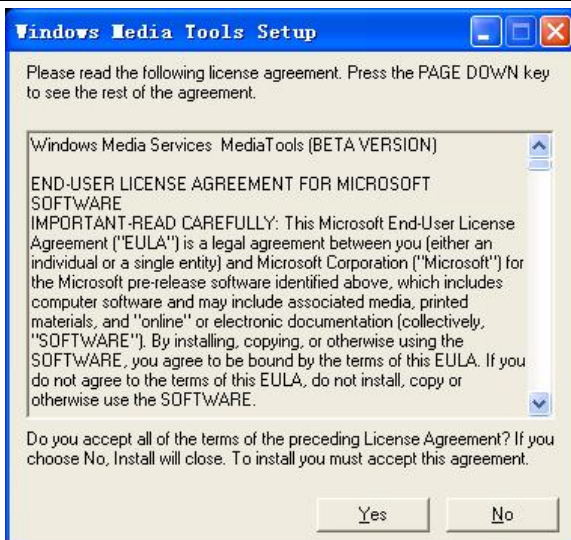 Windows Media Tools Setup
Please read the following license agreement. Press the PAGE DOWN key
to see the rest of the agreement.
Windows Media Services  MediaTools (BETA VERSION)
END-USER LICENSE AGREEMENT FOR MICROSOFT
SOFTWARE
IMPORTANT-READ CAREFULLY: This Microsoft End-User License
Agreement ("EULA") is a legal agreement between you (either an
individual or a single entity) and Microsoft Corporation ("Microsoft") for
the Microsoft pre-release software identified above, which includes
computer software and may include associated media, printed
materials, and "online" or electronic documentation (collectively,
"SOFTWARE"). By installing, copying, or otherwise using the
SOFTWARE, you agree to be bound by the terms of this EULA. If you
do not agree to the terms of this EULA, do not install, copy or
otherwise use the SOFTWARE.
Do you accept all of the terms of the preceding License Agreement? If you
choose No, Install will close. To install you must accept this agreement.
Yes No